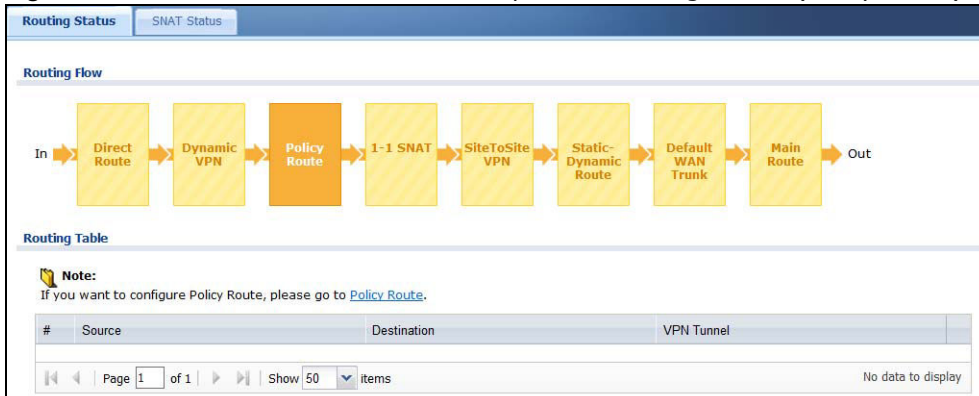 Routing Status SNAT Status
Routing Flow
In Direct Route Dynamic VPN Policy Route 1-1 SNAT SiteToSite VPN Static-Dynamic Route Default WAN Trunk Main Route Out
Routing Table
Note:
If you want to configure Policy Route, please go to Policy Route.
# Source Destination VPN Tunnel
Page 1 of 1 Show 50 items No data to display